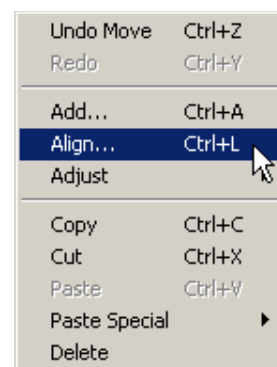 Undo Move Ctrl+Z
Redo Ctrl+Y
Add... Ctrl+A
Align... Ctrl+L
Adjust
Copy Ctrl+C
Cut Ctrl+X
Paste Ctrl+V
Paste Special
Delete